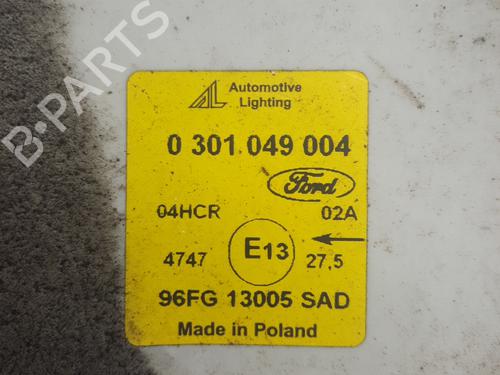 B-PARTS
AL Automotive
Lighting
0 301 049 004
Ford
04HCR 02A
4747 E13 27,5
96FG 13005 SAD
Made in Poland